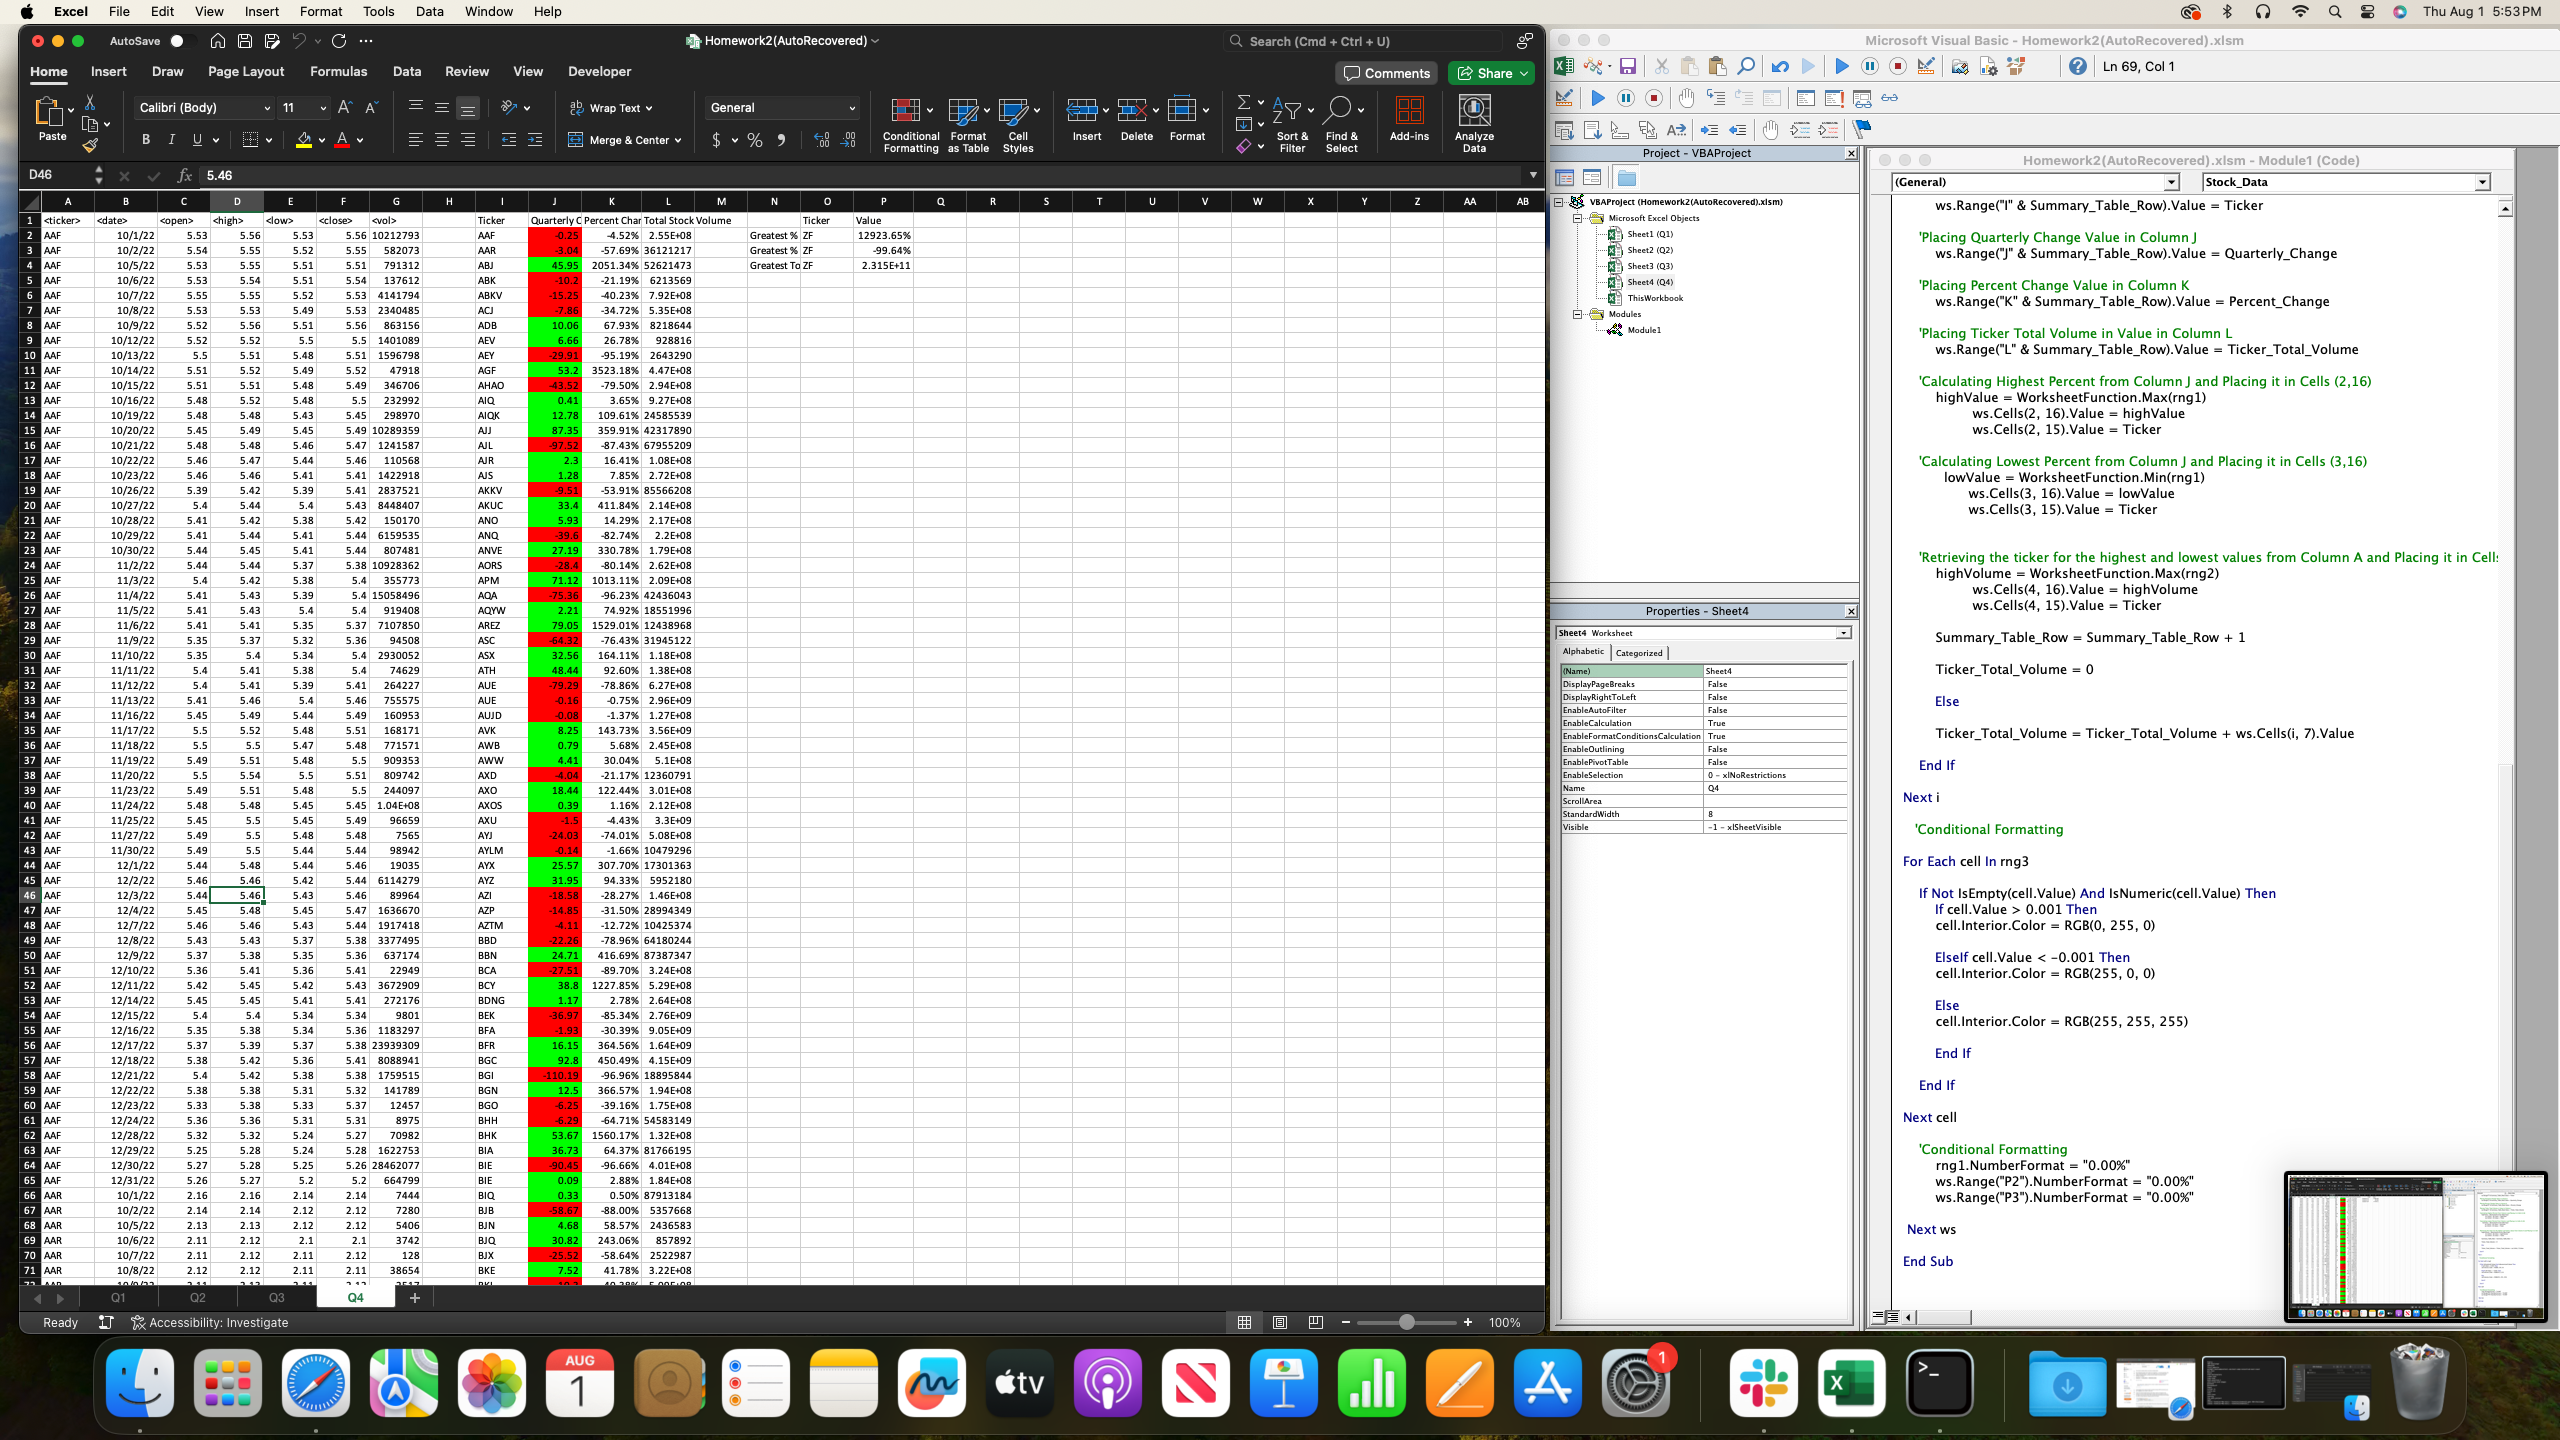 Excel File Edit View Insert Format Tools Data Window Help
Thu Aug 1 5:53 PM
AutoSave
Homework2(AutoRecovered)
Search (Cmd + Ctrl + U)
Home Insert Draw Page Layout Formulas Data Review View Developer
Comments Share
Paste
Calibri (Body) 11
Wrap Text
Merge & Center
General
Conditional Formatting
Format as Table
Cell Styles
Insert Delete Format
Sort & Filter
Find & Select
Add-ins
Analyze Data
D46 fx 5.46
A B C D E F G H I J K L M N O P Q R S T U V W X Y Z AA AB
1 <ticker> <date> <open> <high> <low> <close> <vol> Ticker Quarterly C Percent Char Total Stock Volume Ticker Value
2 AAF 10/1/22 5.53 5.56 5.53 5.56 10212793 AAF -0.25 -4.52% 2.55E+08 Greatest % ZF 12923.65%
3 AAF 10/2/22 5.54 5.55 5.52 5.55 582073 AAR -3.04 -57.69% 36121217 Greatest % ZF -99.64%
4 AAF 10/5/22 5.53 5.55 5.51 5.51 791312 ABJ 45.95 2051.34% 52621473 Greatest To ZF 2.315E+11
5 AAF 10/6/22 5.53 5.54 5.51 5.54 137612 ABK -10.2 -21.19% 6213569
6 AAF 10/7/22 5.55 5.55 5.52 5.53 4141794 ABKV -15.25 -40.23% 7.92E+08
7 AAF 10/8/22 5.53 5.53 5.49 5.53 2340485 ACJ -7.86 -34.72% 5.35E+08
8 AAF 10/9/22 5.52 5.56 5.51 5.56 863156 ADB 10.06 67.93% 8218644
9 AAF 10/12/22 5.52 5.52 5.5 5.5 1401089 AEV 6.66 26.78% 928816
10 AAF 10/13/22 5.5 5.51 5.48 5.51 1596798 AEY -29.91 -95.19% 2643290
11 AAF 10/14/22 5.51 5.52 5.49 5.52 47918 AGF 53.2 3523.18% 4.47E+08
12 AAF 10/15/22 5.51 5.51 5.48 5.49 346706 AHAO -43.52 -79.50% 2.94E+08
13 AAF 10/16/22 5.48 5.52 5.48 5.5 232992 AIQ 0.41 3.65% 9.27E+08
14 AAF 10/19/22 5.48 5.48 5.43 5.45 298970 AIQK 12.78 109.61% 24585539
15 AAF 10/20/22 5.45 5.49 5.45 5.49 10289359 AJJ 87.35 359.91% 42317890
16 AAF 10/21/22 5.48 5.48 5.46 5.47 1241587 AJL -97.52 -87.43% 67955209
17 AAF 10/22/22 5.46 5.47 5.44 5.46 110568 AJR 2.3 16.41% 1.08E+08
18 AAF 10/23/22 5.46 5.46 5.41 5.41 1422918 AJS 1.28 7.85% 2.72E+08
19 AAF 10/26/22 5.39 5.42 5.39 5.41 2837521 AKKV -9.51 -53.91% 85566208
20 AAF 10/27/22 5.4 5.44 5.4 5.43 8448407 AKUC 33.4 411.84% 2.14E+08
21 AAF 10/28/22 5.41 5.42 5.38 5.42 150170 ANO 5.93 14.29% 2.17E+08
22 AAF 10/29/22 5.41 5.44 5.41 5.44 6159535 ANQ -39.6 -82.74% 2.2E+08
23 AAF 10/30/22 5.44 5.45 5.41 5.44 807481 ANVE 27.19 330.78% 1.79E+08
24 AAF 11/2/22 5.44 5.44 5.37 5.38 10928362 AORS -28.4 -80.14% 2.62E+08
25 AAF 11/3/22 5.4 5.42 5.38 5.4 355773 APM 71.12 1013.11% 2.09E+08
26 AAF 11/4/22 5.41 5.43 5.39 5.4 15058496 AQA -75.36 -96.23% 42436043
27 AAF 11/5/22 5.41 5.43 5.4 5.4 919408 AQYW 2.21 74.92% 18551996
28 AAF 11/6/22 5.41 5.41 5.35 5.37 7107850 AREZ 79.05 1529.01% 12438968
29 AAF 11/9/22 5.35 5.37 5.32 5.36 94508 ASC -64.32 -76.43% 31945122
30 AAF 11/10/22 5.35 5.4 5.34 5.4 2930052 ASX 32.56 164.11% 1.18E+08
31 AAF 11/11/22 5.4 5.41 5.38 5.4 74629 ATH 48.44 92.60% 1.38E+08
32 AAF 11/12/22 5.4 5.41 5.39 5.41 264227 AUE -79.29 -78.86% 6.27E+08
33 AAF 11/13/22 5.41 5.46 5.4 5.46 755575 AUE -0.16 -0.75% 2.96E+09
34 AAF 11/16/22 5.45 5.49 5.44 5.49 160953 AUJD -0.08 -1.37% 1.27E+08
35 AAF 11/17/22 5.5 5.52 5.48 5.51 168171 AVK 8.25 143.73% 3.56E+09
36 AAF 11/18/22 5.5 5.5 5.47 5.48 771571 AWB 0.79 5.68% 2.45E+08
37 AAF 11/19/22 5.49 5.51 5.48 5.5 909353 AWW 4.41 30.04% 5.1E+08
38 AAF 11/20/22 5.5 5.54 5.5 5.51 809742 AXD -4.04 -21.17% 12360791
39 AAF 11/23/22 5.49 5.51 5.48 5.5 244097 AXO 18.44 122.44% 3.01E+08
40 AAF 11/24/22 5.48 5.48 5.45 5.45 1.04E+08 AXOS 0.39 1.16% 2.12E+08
41 AAF 11/25/22 5.45 5.5 5.45 5.49 96659 AXU -1.5 -4.43% 3.3E+09
42 AAF 11/27/22 5.49 5.5 5.48 5.48 7565 AYJ -24.03 -74.01% 5.08E+08
43 AAF 11/30/22 5.49 5.5 5.44 5.44 98942 AYLM -0.14 -1.66% 10479296
44 AAF 12/1/22 5.44 5.48 5.44 5.46 19035 AYX 25.57 307.70% 17301363
45 AAF 12/2/22 5.46 5.46 5.42 5.44 6114279 AYZ 31.95 94.33% 5952180
46 AAF 12/3/22 5.44 5.46 5.43 5.46 89964 AZI -18.58 -28.27% 1.46E+08
47 AAF 12/4/22 5.45 5.48 5.45 5.47 1636670 AZP -14.85 -31.50% 28994349
48 AAF 12/7/22 5.46 5.46 5.43 5.44 1917418 AZTM -4.11 -12.72% 10425374
49 AAF 12/8/22 5.43 5.43 5.37 5.38 3377495 BBD -22.26 -78.96% 64180244
50 AAF 12/9/22 5.37 5.38 5.35 5.36 637174 BBN 24.71 416.69% 87387347
51 AAF 12/10/22 5.36 5.41 5.36 5.41 22949 BCA -27.51 -89.70% 3.24E+08
52 AAF 12/11/22 5.42 5.45 5.42 5.43 3672909 BCY 38.8 1227.85% 5.29E+08
53 AAF 12/14/22 5.45 5.45 5.41 5.41 272176 BDNG 1.17 2.78% 2.64E+08
54 AAF 12/15/22 5.4 5.4 5.34 5.34 9801 BEK -36.97 -85.34% 2.76E+09
55 AAF 12/16/22 5.35 5.38 5.34 5.36 1183297 BFA -1.93 -30.39% 9.05E+09
56 AAF 12/17/22 5.37 5.39 5.37 5.38 23939309 BFR 16.15 364.56% 1.64E+09
57 AAF 12/18/22 5.38 5.42 5.36 5.41 8088941 BGC 92.8 450.49% 4.15E+09
58 AAF 12/21/22 5.4 5.42 5.38 5.38 1759515 BGI -110.19 -96.96% 18895844
59 AAF 12/22/22 5.38 5.38 5.31 5.32 141789 BGN 12.5 366.57% 1.94E+08
60 AAF 12/23/22 5.33 5.38 5.33 5.37 12457 BGO -6.25 -39.16% 1.75E+08
61 AAF 12/24/22 5.36 5.36 5.31 5.31 8975 BHH -6.29 -64.71% 54583149
62 AAF 12/28/22 5.32 5.32 5.24 5.27 70982 BHK 53.67 1560.17% 1.32E+08
63 AAF 12/29/22 5.25 5.28 5.24 5.28 1622753 BIA 36.73 64.37% 81766195
64 AAF 12/30/22 5.27 5.28 5.25 5.26 28462077 BIE -90.45 -96.66% 4.01E+08
65 AAF 12/31/22 5.26 5.27 5.2 5.2 664799 BIE 0.09 2.88% 1.84E+08
66 AAR 10/1/22 2.16 2.16 2.14 2.14 7444 BIQ 0.33 0.50% 87913184
67 AAR 10/2/22 2.14 2.14 2.12 2.12 7280 BJB -58.67 -88.00% 5357668
68 AAR 10/5/22 2.13 2.13 2.12 2.12 5406 BJN 4.68 58.57% 2436583
69 AAR 10/6/22 2.11 2.12 2.1 2.1 3742 BJQ 30.82 243.06% 857892
70 AAR 10/7/22 2.11 2.12 2.11 2.12 128 BJX -25.52 -58.64% 2522987
71 AAR 10/8/22 2.12 2.12 2.12 2.11 38654 BKE 7.52 41.78% 3.22E+08
Q1 Q2 Q3 Q4 +
Ready Accessibility: Investigate 100%
Microsoft Visual Basic - Homework2(AutoRecovered).xlsm
Ln 69, Col 1
Project - VBAProject
VBAProject (Homework2(AutoRecovered).xlsm)
Microsoft Excel Objects
Sheet1 (Q1)
Sheet2 (Q2)
Sheet3 (Q3)
Sheet4 (Q4)
ThisWorkbook
Modules
Module1
Properties - Sheet4
Sheet4 Worksheet
Alphabetic Categorized
(Name) Sheet4
DisplayPageBreaks False
DisplayRightToLeft False
EnableAutoFilter False
EnableCalculation True
EnableFormatConditionsCalculation True
EnableOutlining False
EnablePivotTable False
EnableSelection 0 - xlNoRestrictions
Name Q4
ScrollArea
StandardWidth 8
Visible -1 - xlSheetVisible
Homework2(AutoRecovered).xlsm - Module1 (Code)
(General) Stock_Data
ws.Range("I" & Summary_Table_Row).Value = Ticker
'Placing Quarterly Change Value in Column J
ws.Range("J" & Summary_Table_Row).Value = Quarterly_Change
'Placing Percent Change Value in Column K
ws.Range("K" & Summary_Table_Row).Value = Percent_Change
'Placing Ticker Total Volume in Value in Column L
ws.Range("L" & Summary_Table_Row).Value = Ticker_Total_Volume
'Calculating Highest Percent from Column J and Placing it in Cells (2,16)
highValue = WorksheetFunction.Max(rng1)
ws.Cells(2, 16).Value = highValue
ws.Cells(2, 15).Value = Ticker
'Calculating Lowest Percent from Column J and Placing it in Cells (3,16)
lowValue = WorksheetFunction.Min(rng1)
ws.Cells(3, 16).Value = lowValue
ws.Cells(3, 15).Value = Ticker
'Retrieving the ticker for the highest and lowest values from Column A and Placing it in Cells
highVolume = WorksheetFunction.Max(rng2)
ws.Cells(4, 16).Value = highVolume
ws.Cells(4, 15).Value = Ticker
Summary_Table_Row = Summary_Table_Row + 1
Ticker_Total_Volume = 0
Else
Ticker_Total_Volume = Ticker_Total_Volume + ws.Cells(i, 7).Value
End If
Next i
'Conditional Formatting
For Each cell In rng3
If Not IsEmpty(cell.Value) And IsNumeric(cell.Value) Then
If cell.Value > 0.001 Then
cell.Interior.Color = RGB(0, 255, 0)
ElseIf cell.Value < -0.001 Then
cell.Interior.Color = RGB(255, 0, 0)
Else
cell.Interior.Color = RGB(255, 255, 255)
End If
End If
Next cell
'Conditional Formatting
rng1.NumberFormat = "0.00%"
ws.Range("P2").NumberFormat = "0.00%"
ws.Range("P3").NumberFormat = "0.00%"
Next ws
End Sub
AUG
1
tv
1